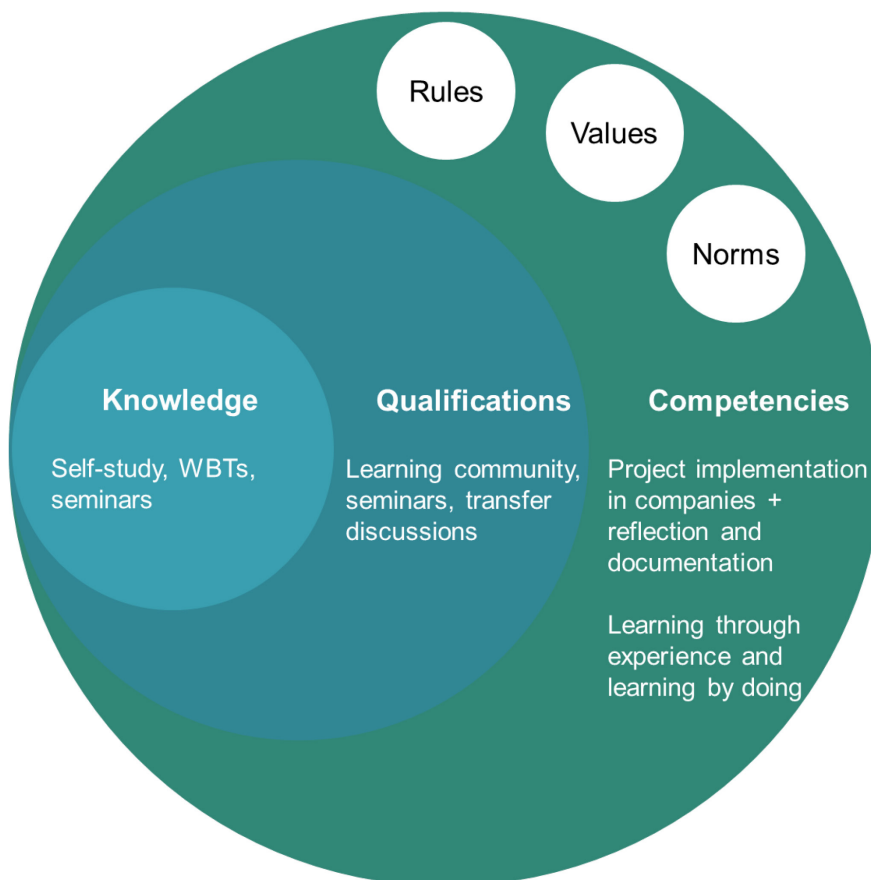 Rules
Values
Norms
Knowledge
Self-study, WBTs,
seminars
Qualifications
Learning community,
seminars, transfer
discussions
Competencies
Project implementation
in companies +
reflection and
documentation
Learning through
experience and
learning by doing